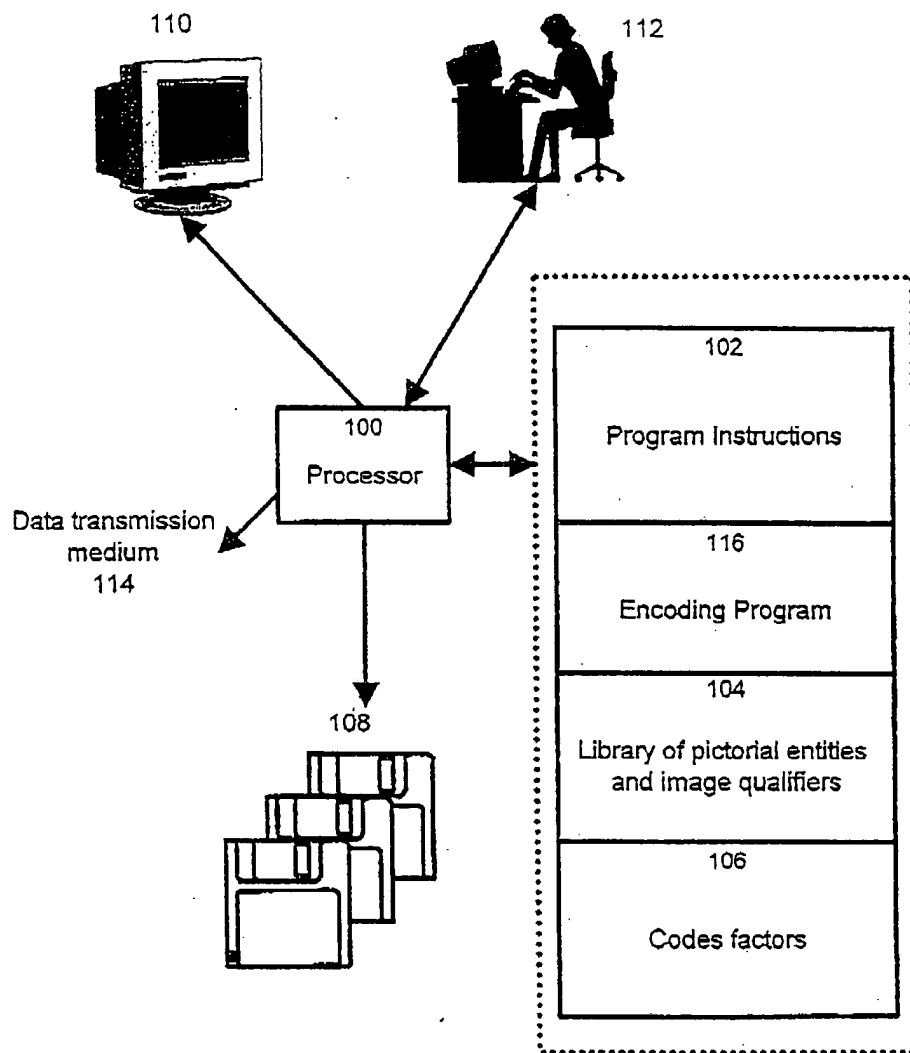 110
112
102
Program Instructions
100
Processor
116
Encoding Program
Data transmission
medium
114
104
Library of pictorial entities
and image qualifiers
108
106
Codes factors